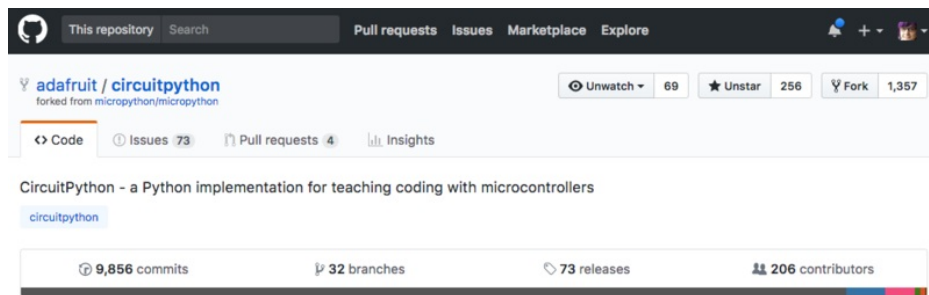 This repository Search Pull requests Issues Marketplace Explore
adafruit / circuitpython Unwatch 69 Unstar 256 Fork 1,357
forked from micropython/micropython
Code Issues 73 Pull requests 4 Insights
CircuitPython - a Python implementation for teaching coding with microcontrollers
circuitpython
9,856 commits 32 branches 73 releases 206 contributors